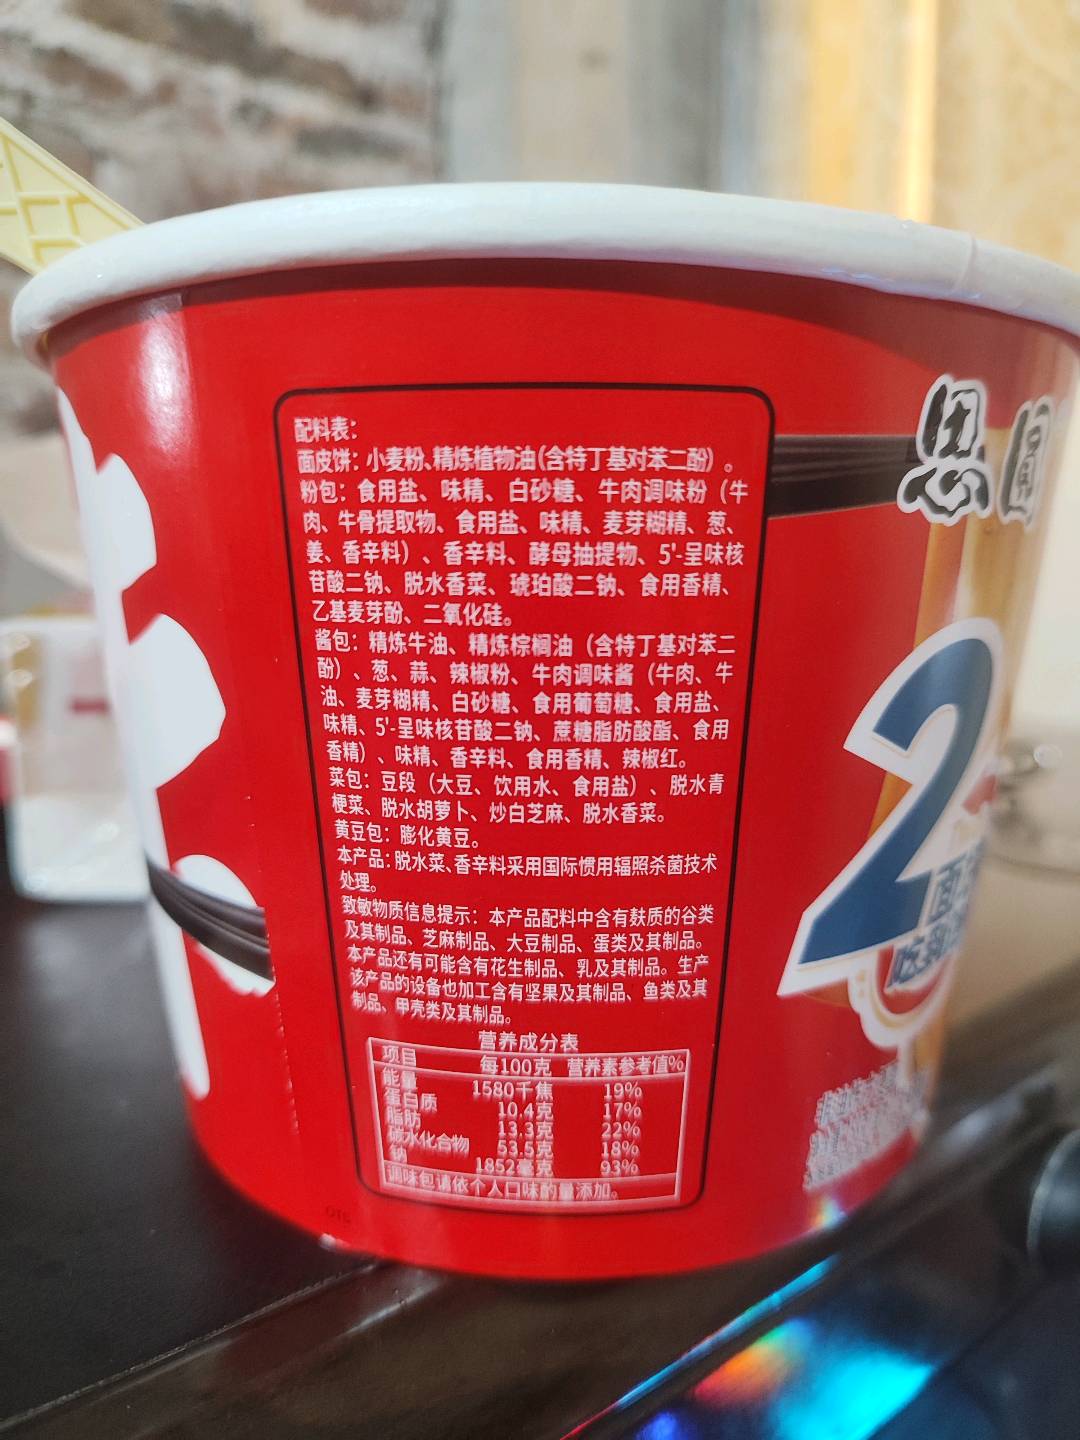 配料表：
面皮饼：小麦粉、精炼植物油(含特丁基对苯二酚)。
粉包：食用盐、味精、白砂糖、牛肉调味粉（牛
肉、牛骨提取物、食用盐、味精、麦芽糊精、葱、
姜、香辛料）、香辛料、酵母抽提物、5'-呈味核
苷酸二钠、脱水香菜、琥珀酸二钠、食用香精、
乙基麦芽酚、二氧化硅。
酱包：精炼牛油、精炼棕榈油（含特丁基对苯二
酚）、葱、蒜、辣椒粉、牛肉调味酱（牛肉、牛
油、麦芽糊精、白砂糖、食用葡萄糖、食用盐、
味精、5'-呈味核苷酸二钠、蔗糖脂肪酸酯、食用
香精）、味精、香辛料、食用香精、辣椒红。
菜包：豆段（大豆、饮用水、食用盐）、脱水青
梗菜、脱水胡萝卜、炒白芝麻、脱水香菜。
黄豆包：膨化黄豆。
本产品：脱水菜、香辛料采用国际惯用辐照杀菌技术
处理。
致敏物质信息提示：本产品配料中含有麸质的谷类
及其制品、芝麻制品、大豆制品、蛋类及其制品。
本产品还有可能含有花生制品、乳及其制品。生产
该产品的设备也加工含有坚果及其制品、鱼类及其
制品、甲壳类及其制品。
营养成分表
项目 每100克 营养素参考值%
能量 1580千焦 19%
蛋白质 10.4克 17%
脂肪 13.3克 22%
碳水化合物 53.5克 18%
钠 1852毫克 93%
调味包请依个人口味酌量添加。
思圆
2
面
吃